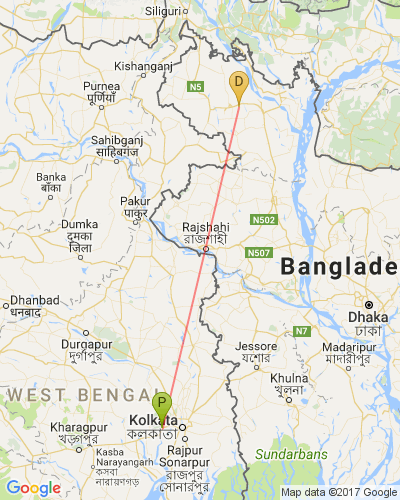 Siliguri
Kishanganj
N5
D
Purnea
পূর্ণিয়াঁ
Sahibganj
সাহিবগঞ্জ
Banka
বাঁকা
Pakur
পাকুর
Dumka
দুমকা
জিলা
Rajshahi
রাজশাহী
N502
N507
Banglade
Dhanbad
ধানবাদ
Dhaka
ঢাকা
N7
Durgapur
দুর্গাপুর
Jessore
যশোর
Madaripur
মাদারীপুর
Khulna
খুলনা
WEST BENGAL
P
Kolkata
কলকাতা
Kharagpur
খড়গপুর
Kasba
Narayangarh
কসবা
নারায়ণগড়
Rajpur
Sonarpur
রাজপুর
সোনারপুর
Sundarbans
Google
Map data ©2017 Google